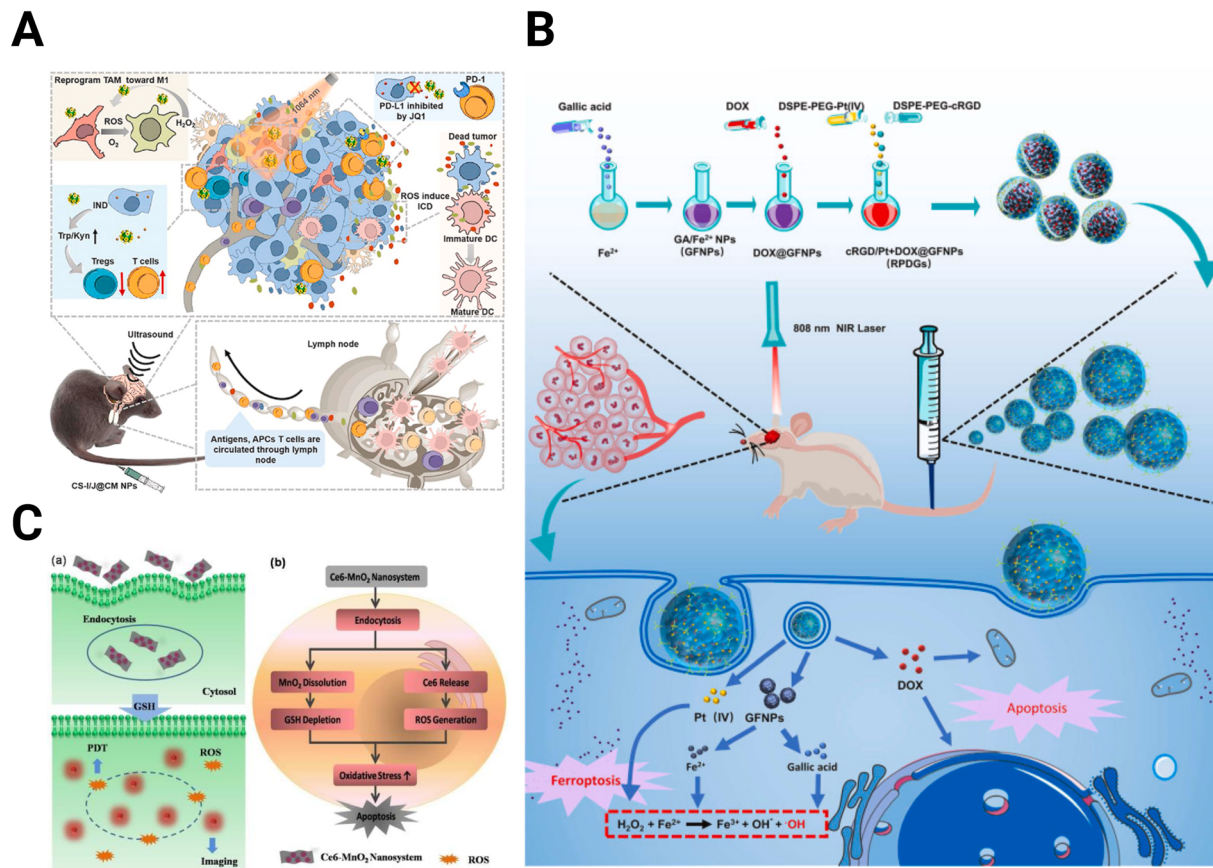 A
Reprogram TAM toward M1
ROS
O₂
H₂O₂
1064 nm
PD-1
PD-L1 inhibited
by JQ1
Dead tumor
ROS induce
ICD
Immature DC
Mature DC
IND
Trp/Kyn
Tregs
T cells
Ultrasound
Lymph node
Antigens, APCs T cells are
circulated through lymph
node
CS-I/J@CM NPs
B
Gallic acid
DOX
DSPE-PEG-Pt(IV)
DSPE-PEG-cRGD
Fe²⁺
GA/Fe²⁺ NPs
(GFNPs)
DOX@GFNPs
cRGD/Pt+DOX@GFNPs
(RPDGs)
808 nm NIR Laser
DOX
Pt (IV)
GFNPs
Apoptosis
Fe²⁺
Gallic acid
Ferroptosis
H₂O₂ + Fe²⁺ → Fe³⁺ + OH⁻ + ·OH
C
(a)
Endocytosis
Cytosol
GSH
PDT
ROS
Imaging
(b)
Ce6-MnO₂ Nanosystem
Endocytosis
MnO₂ Dissolution
Ce6 Release
GSH Depletion
ROS Generation
Oxidative Stress ↑
Apoptosis
Ce6-MnO₂ Nanosystem
ROS